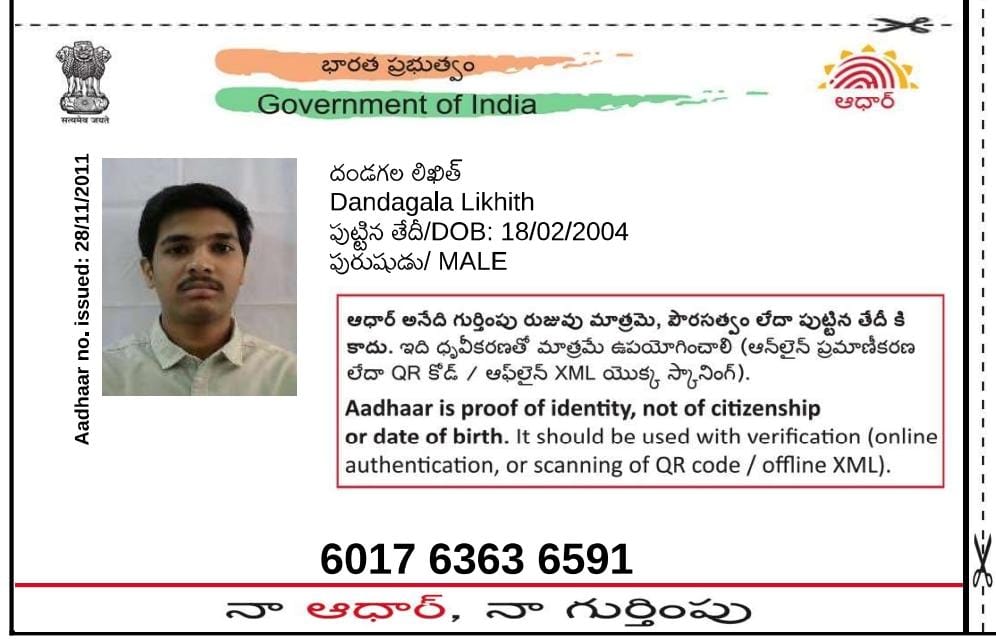 భారత ప్రభుత్వం
Government of India
सत्यमेव जयते
ఆధార్
Aadhaar no. issued: 28/11/2011
దండగల లిఖిత్
Dandagala Likhith
పుట్టిన తేదీ/DOB: 18/02/2004
పురుషుడు/ MALE
ఆధార్ అనేది గుర్తింపు రుజువు మాత్రమె, పౌరసత్వం లేదా పుట్టిన తేదీ కి
కాదు. ఇది ధృవీకరణతో మాత్రమే ఉపయోగించాలి (ఆన్‌లైన్ ప్రమాణీకరణ
లేదా QR కోడ్ / ఆఫ్‌లైన్ XML యొక్క స్కానింగ్).
Aadhaar is proof of identity, not of citizenship
or date of birth. It should be used with verification (online
authentication, or scanning of QR code / offline XML).
6017 6363 6591
నా ఆధార్, నా గుర్తింపు